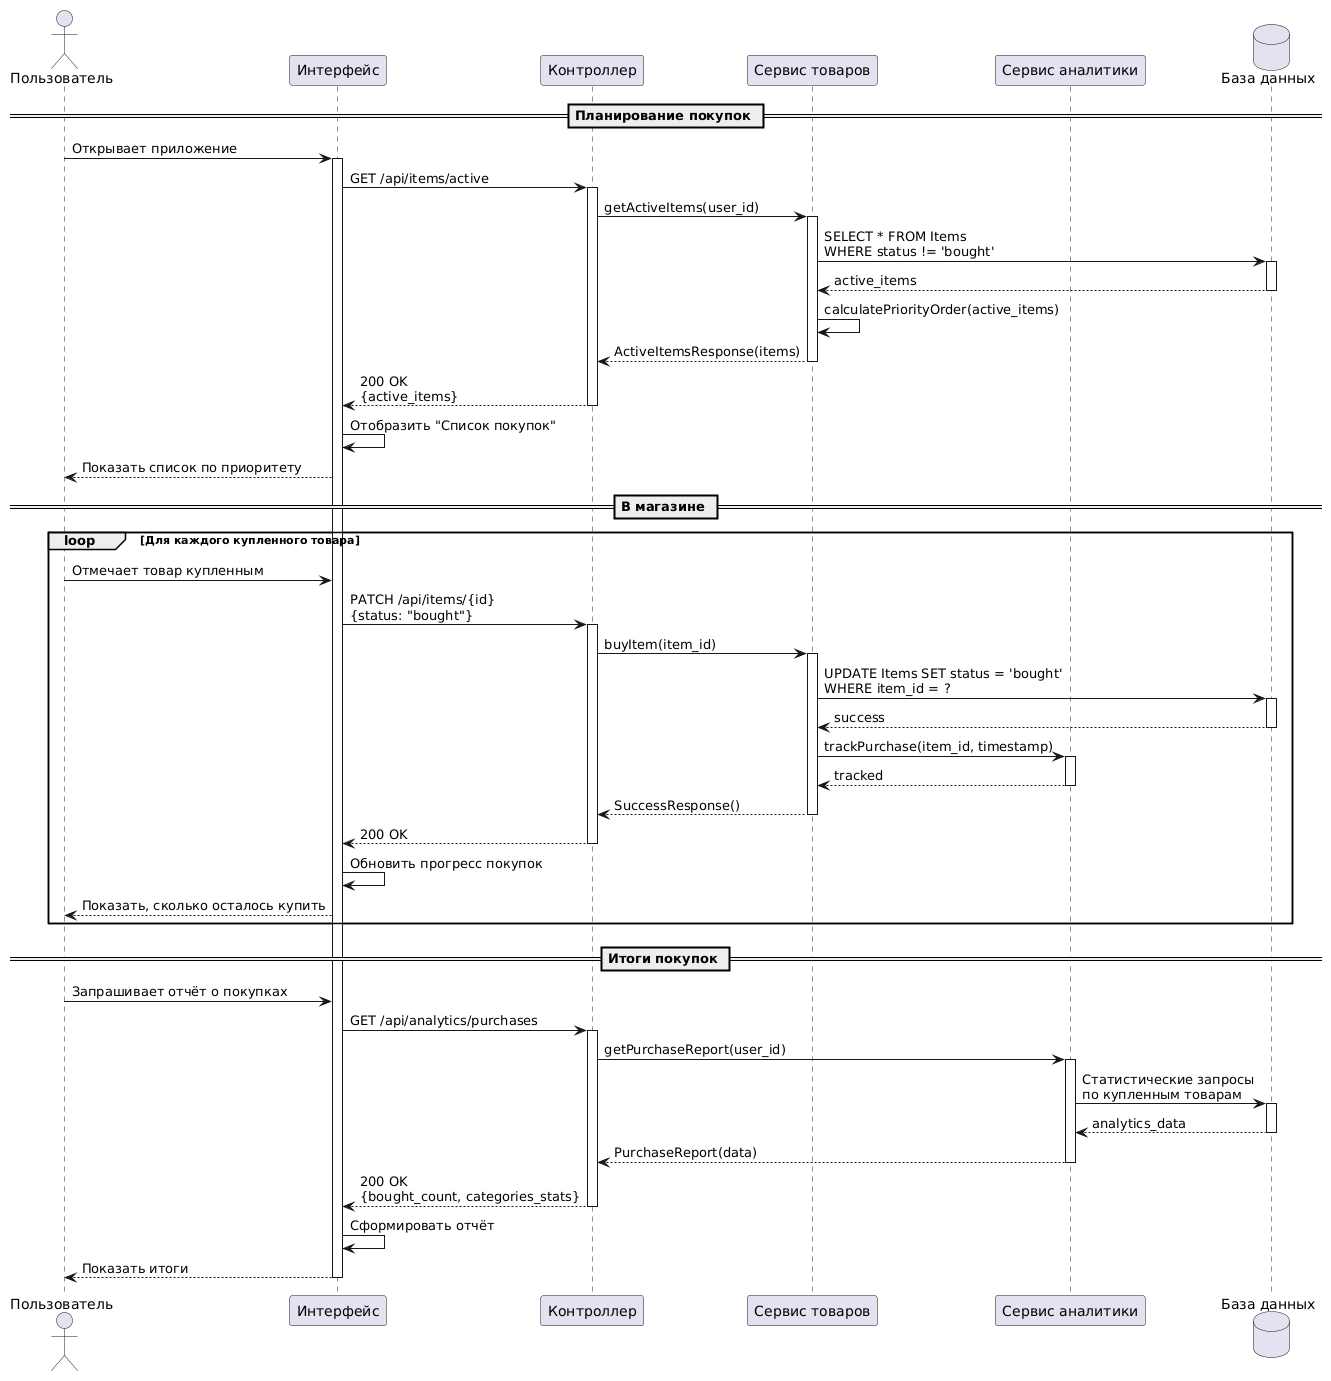 Пользователь
Интерфейс
Контроллер
Сервис товаров
Сервис аналитики
База данных
Планирование покупок
Открывает приложение
GET /api/items/active
getActiveItems(user_id)
SELECT * FROM Items
WHERE status != 'bought'
active_items
calculatePriorityOrder(active_items)
ActiveItemsResponse(items)
200 OK
{active_items}
Отобразить "Список покупок"
Показать список по приоритету
В магазине
loop
[Для каждого купленного товара]
Отмечает товар купленным
PATCH /api/items/{id}
{status: "bought"}
buyItem(item_id)
UPDATE Items SET status = 'bought'
WHERE item_id = ?
success
trackPurchase(item_id, timestamp)
tracked
SuccessResponse()
200 OK
Обновить прогресс покупок
Показать, сколько осталось купить
Итоги покупок
Запрашивает отчёт о покупках
GET /api/analytics/purchases
getPurchaseReport(user_id)
Статистические запросы
по купленным товарам
analytics_data
PurchaseReport(data)
200 OK
{bought_count, categories_stats}
Сформировать отчёт
Показать итоги
Пользователь
Интерфейс
Контроллер
Сервис товаров
Сервис аналитики
База данных